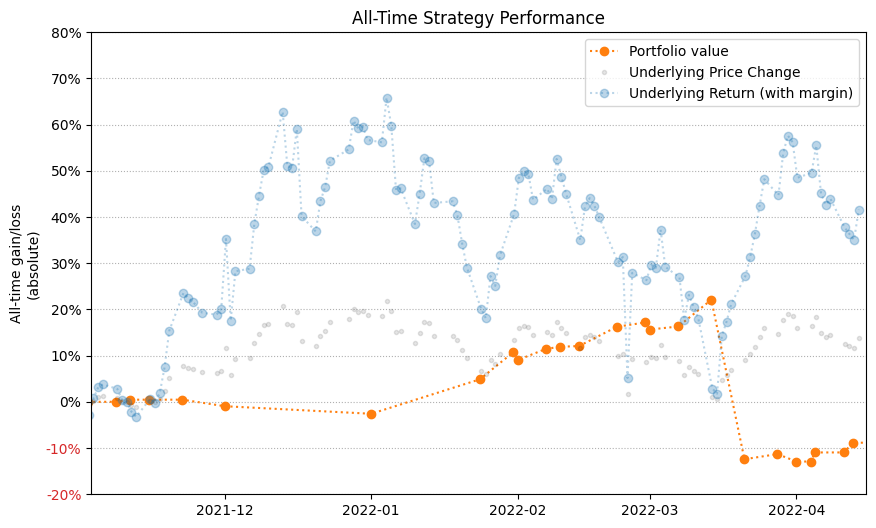 All-Time Strategy Performance
80%
70%
60%
50%
40%
30%
20%
10%
0%
-10%
-20%
All-time gain/loss
(absolute)
Portfolio value
Underlying Price Change
Underlying Return (with margin)
2021-12
2022-01
2022-02
2022-03
2022-04